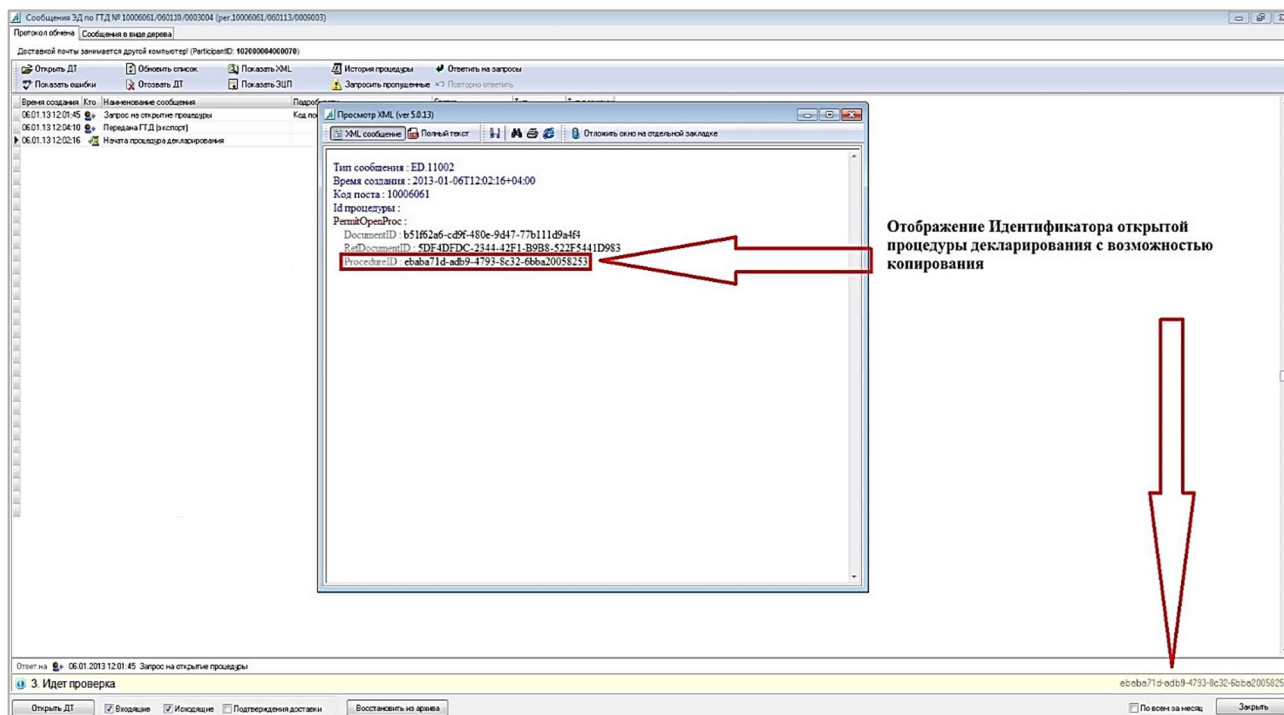 Сообщения ЭД по ГТД № 10006061/060110/0003004 (рег.10006061/060113/0009003)
Протокол обмена Сообщения в виде дерева
Доставкой почты занимается другой компьютер! (ParticipantID: 102000004000070)
Открыть ДТ Обновить список Показать XML История процедуры Ответить на запросы
Показать ошибки Отозвать ДТ Показать ЭЦП Запросить пропущенные Повторно ответить
Время создания Кто Наименование сообщения
06.01.13 12:01:45 Запрос на открытие процедуры Код по
06.01.13 12:04:10 Передана ГТД (экспорт)
06.01.13 12:02:16 Начата процедура декларирования
Просмотр XML (ver 5.0.13)
XML сообщение Полный текст Отложить окно на отдельной закладке
Тип сообщения : ED.11002
Время создания : 2013-01-06T12:02:16+04:00
Код поста : 10006061
Id процедуры :
PermitOpenProc :
DocumentID : b51f62a6-cd9f-480e-9d47-77b111d9a4f4
RefDocumentID : 5DF4DFDC-2344-42F1-B9B8-522F5441D983
ProcedureID : ebaba71d-adb9-4793-8c32-6bba20058253
Отображение Идентификатора открытой
процедуры декларирования с возможностью
копирования
Ответ на 06.01.2013 12:01:45 Запрос на открытие процедуры
3. Идет проверка ebaba71d-adb9-4793-8c32-6bba2005825
Открыть ДТ Входящие Исходящие Подтверждения доставки Восстановить из архива По всем за месяц Закрыть